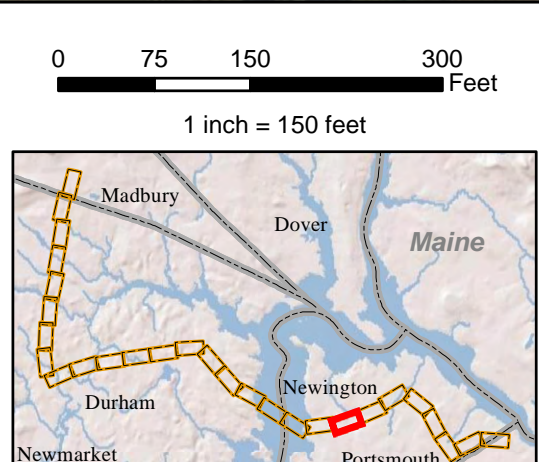 0 75 150 300
Feet
1 inch = 150 feet
Madbury
Dover
Maine
Newington
Durham
Newmarket
Portsmouth